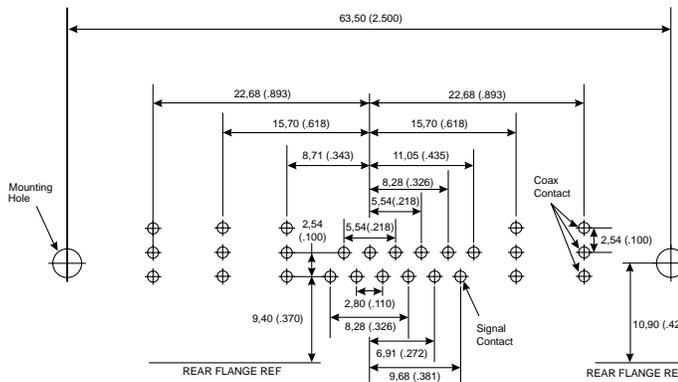 63,50 (2.500)
22,68 (.893)
22,68 (.893)
15,70 (.618)
15,70 (.618)
8,71 (.343)
11,05 (.435)
8,28 (.326)
5,54(.218)
Mounting
Hole
Coax
Contact
2,54
(.100)
5,54(.218)
2,54 (.100)
2,80 (.110)
9,40 (.370)
8,28 (.326)
Signal
Contact
10,90 (.42
6,91 (.272)
REAR FLANGE REF
9,68 (.381)
REAR FLANGE RE